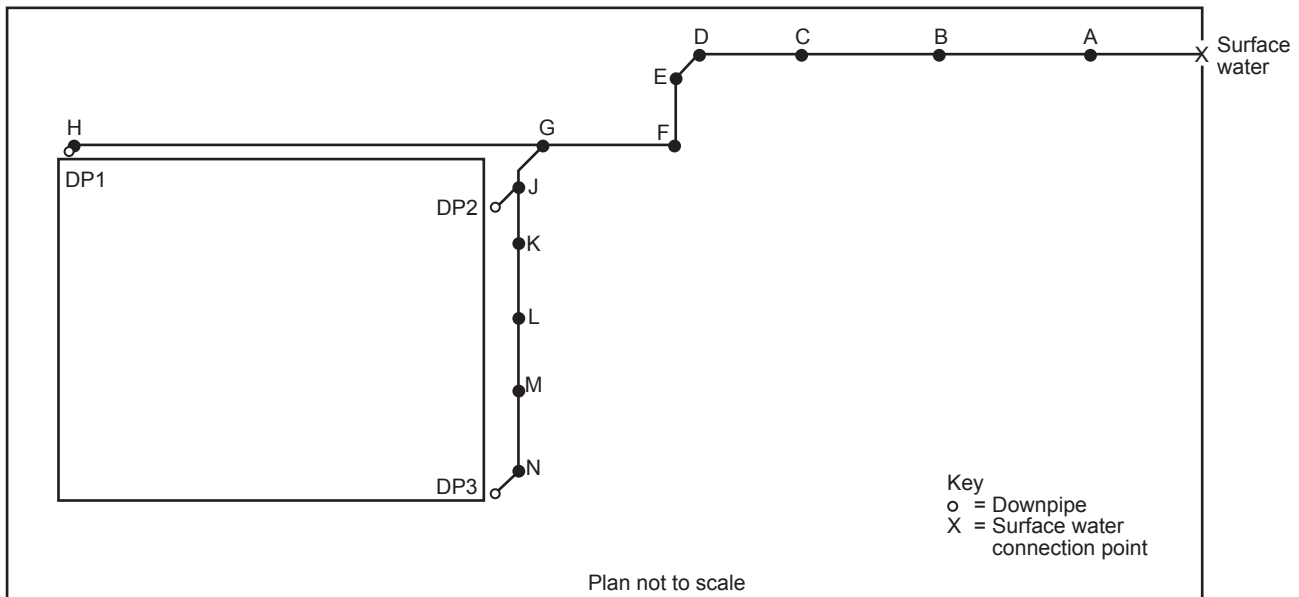 D
C
B
A
X Surface
water
E
H
G
F
DP1
J
DP2
K
L
M
N
DP3
Key
= Downpipe
X = Surface water
connection point
Plan not to scale